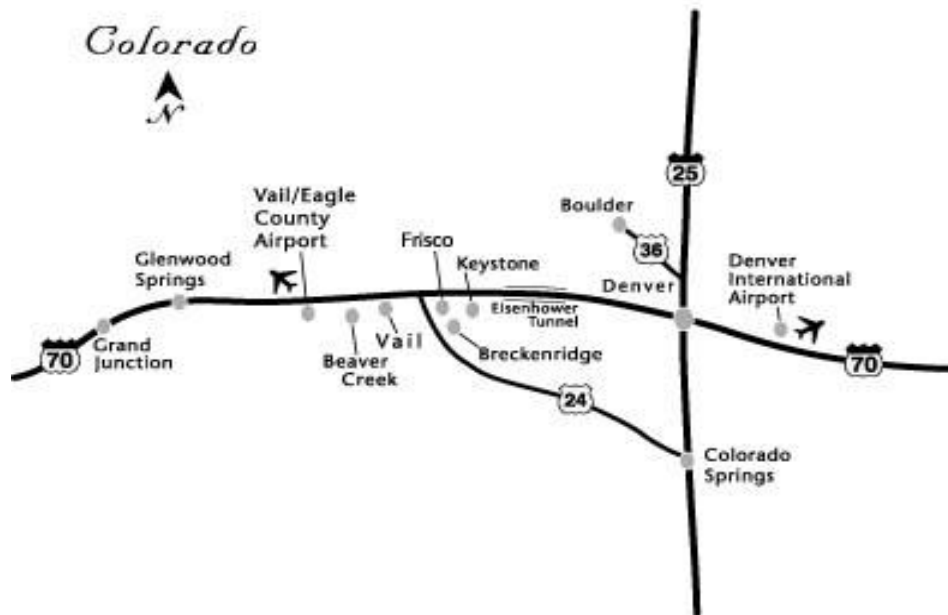 Colorado
N
25
Vail/Eagle
County
Airport
Boulder
36
Frisco
Keystone
Glenwood
Springs
Denver
Denver
International
Airport
Eisenhower
Tunnel
70
Grand
Junction
Vail
Beaver
Creek
Breckenridge
70
24
Colorado
Springs